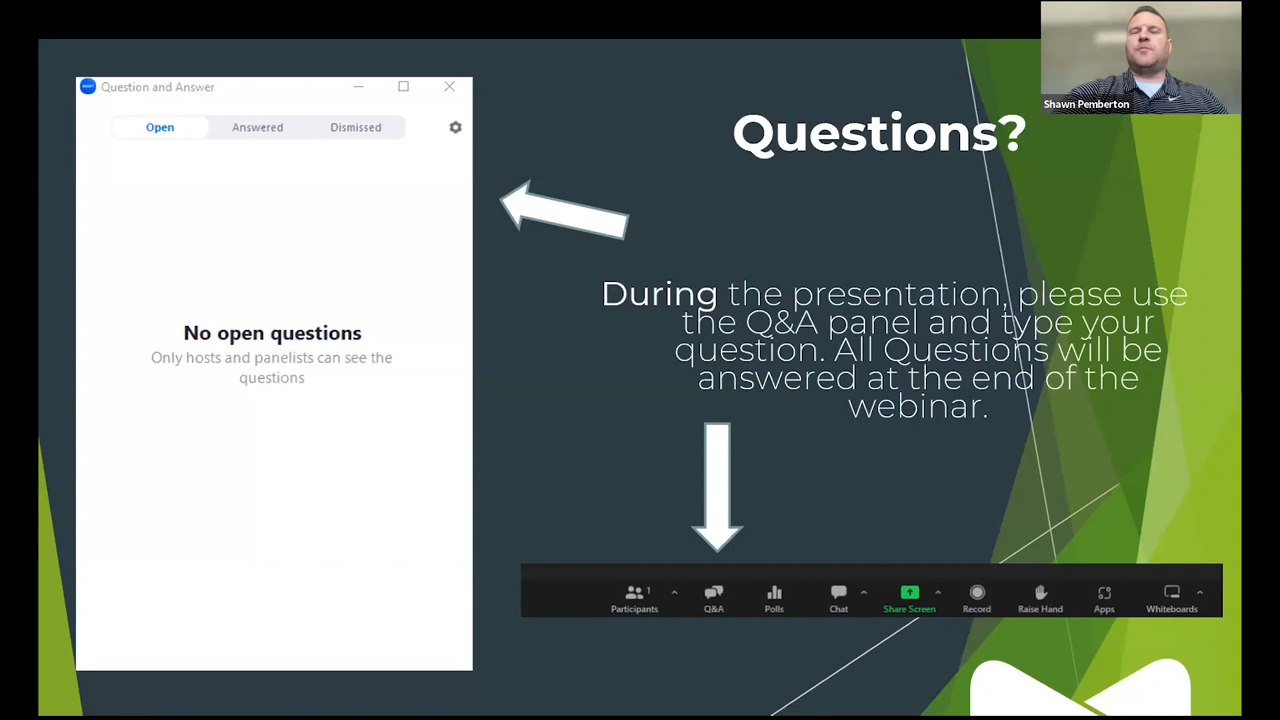 Question and Answer
Open
Answered
Dismissed
No open questions
Only hosts and panelists can see the
questions
Shawn Pemberton
Questions?
During the presentation, please use
the Q&A panel and type your
question. All Questions will be
answered at the end of the
webinar.
1
Participants
Q&A
Polls
Chat
Share Screen
Record
Raise Hand
Apps
Whiteboards